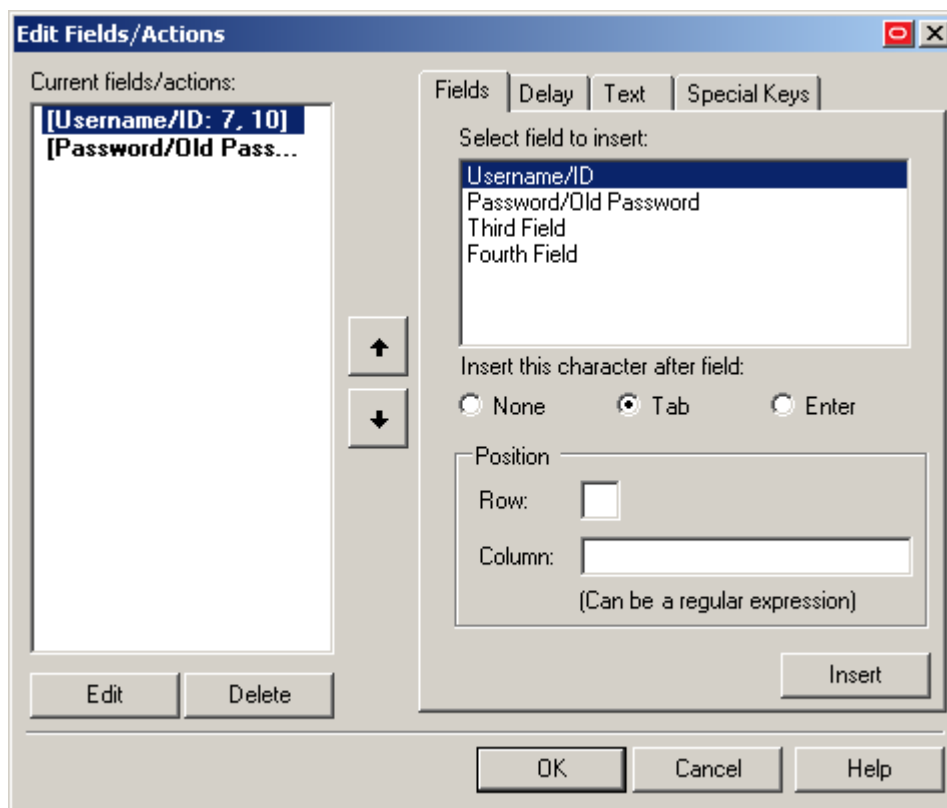 Edit Fields/Actions
Current fields/actions:
[Username/ID: 7, 10]
[Password/Old Pass...
Edit
Delete
Fields
Delay
Text
Special Keys
Select field to insert:
Username/ID
Password/Old Password
Third Field
Fourth Field
Insert this character after field:
None
Tab
Enter
Position
Row:
Column:
(Can be a regular expression)
Insert
OK
Cancel
Help